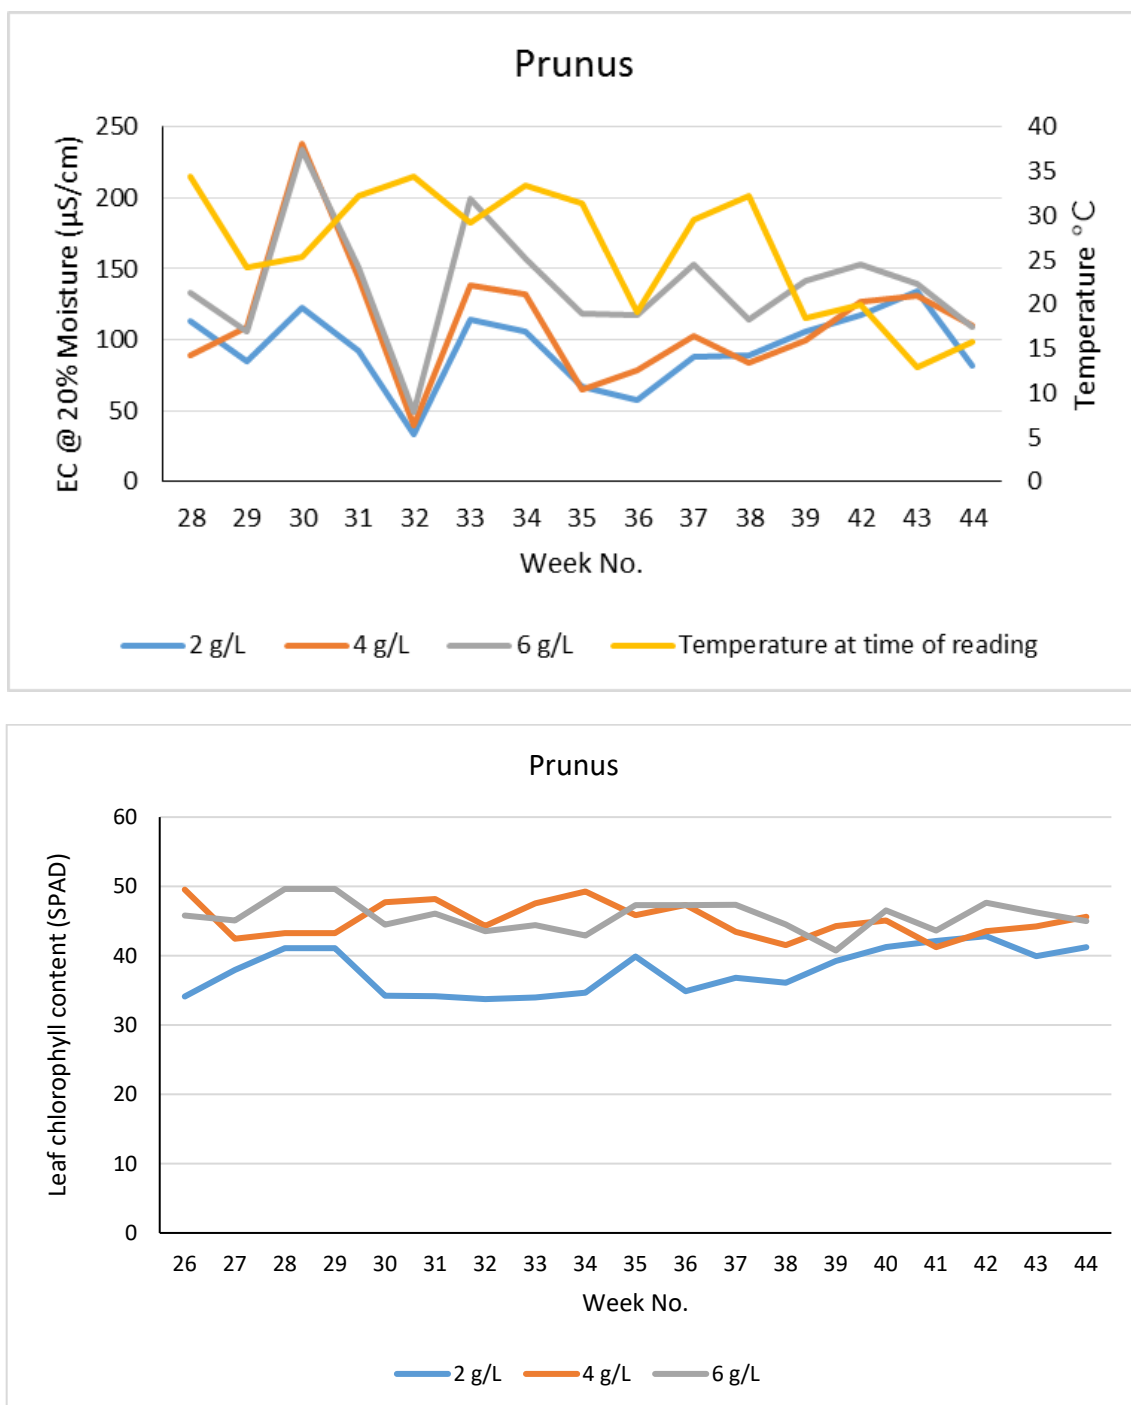 Prunus
EC @ 20% Moisture (µS/cm)
250
200
150
100
50
0
40
35
30
25
20
15
10
5
0
Temperature °C
28 29 30 31 32 33 34 35 36 37 38 39 42 43 44
Week No.
2 g/L 4 g/L 6 g/L Temperature at time of reading
Prunus
Leaf chlorophyll content (SPAD)
60
50
40
30
20
10
0
26 27 28 29 30 31 32 33 34 35 36 37 38 39 40 41 42 43 44
Week No.
2 g/L 4 g/L 6 g/L